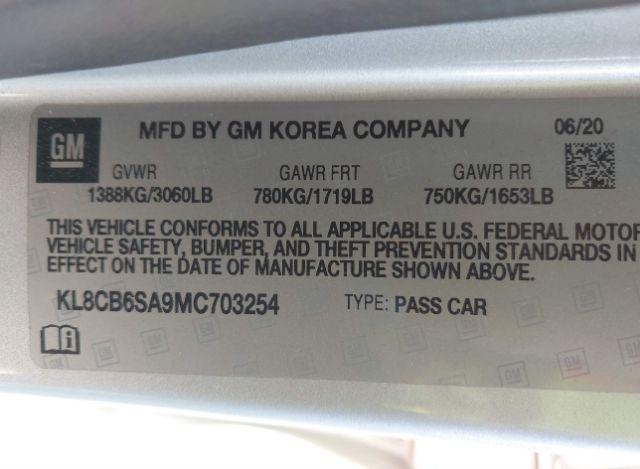 GM MFD BY GM KOREA COMPANY 06/20
GVWR GAWR FRT GAWR RR
1388KG/3060LB 780KG/1719LB 750KG/1653LB
THIS VEHICLE CONFORMS TO ALL APPLICABLE U.S. FEDERAL MOTOR
VEHICLE SAFETY, BUMPER, AND THEFT PREVENTION STANDARDS IN
EFFECT ON THE DATE OF MANUFACTURE SHOWN ABOVE.
KL8CB6SA9MC703254 TYPE: PASS CAR